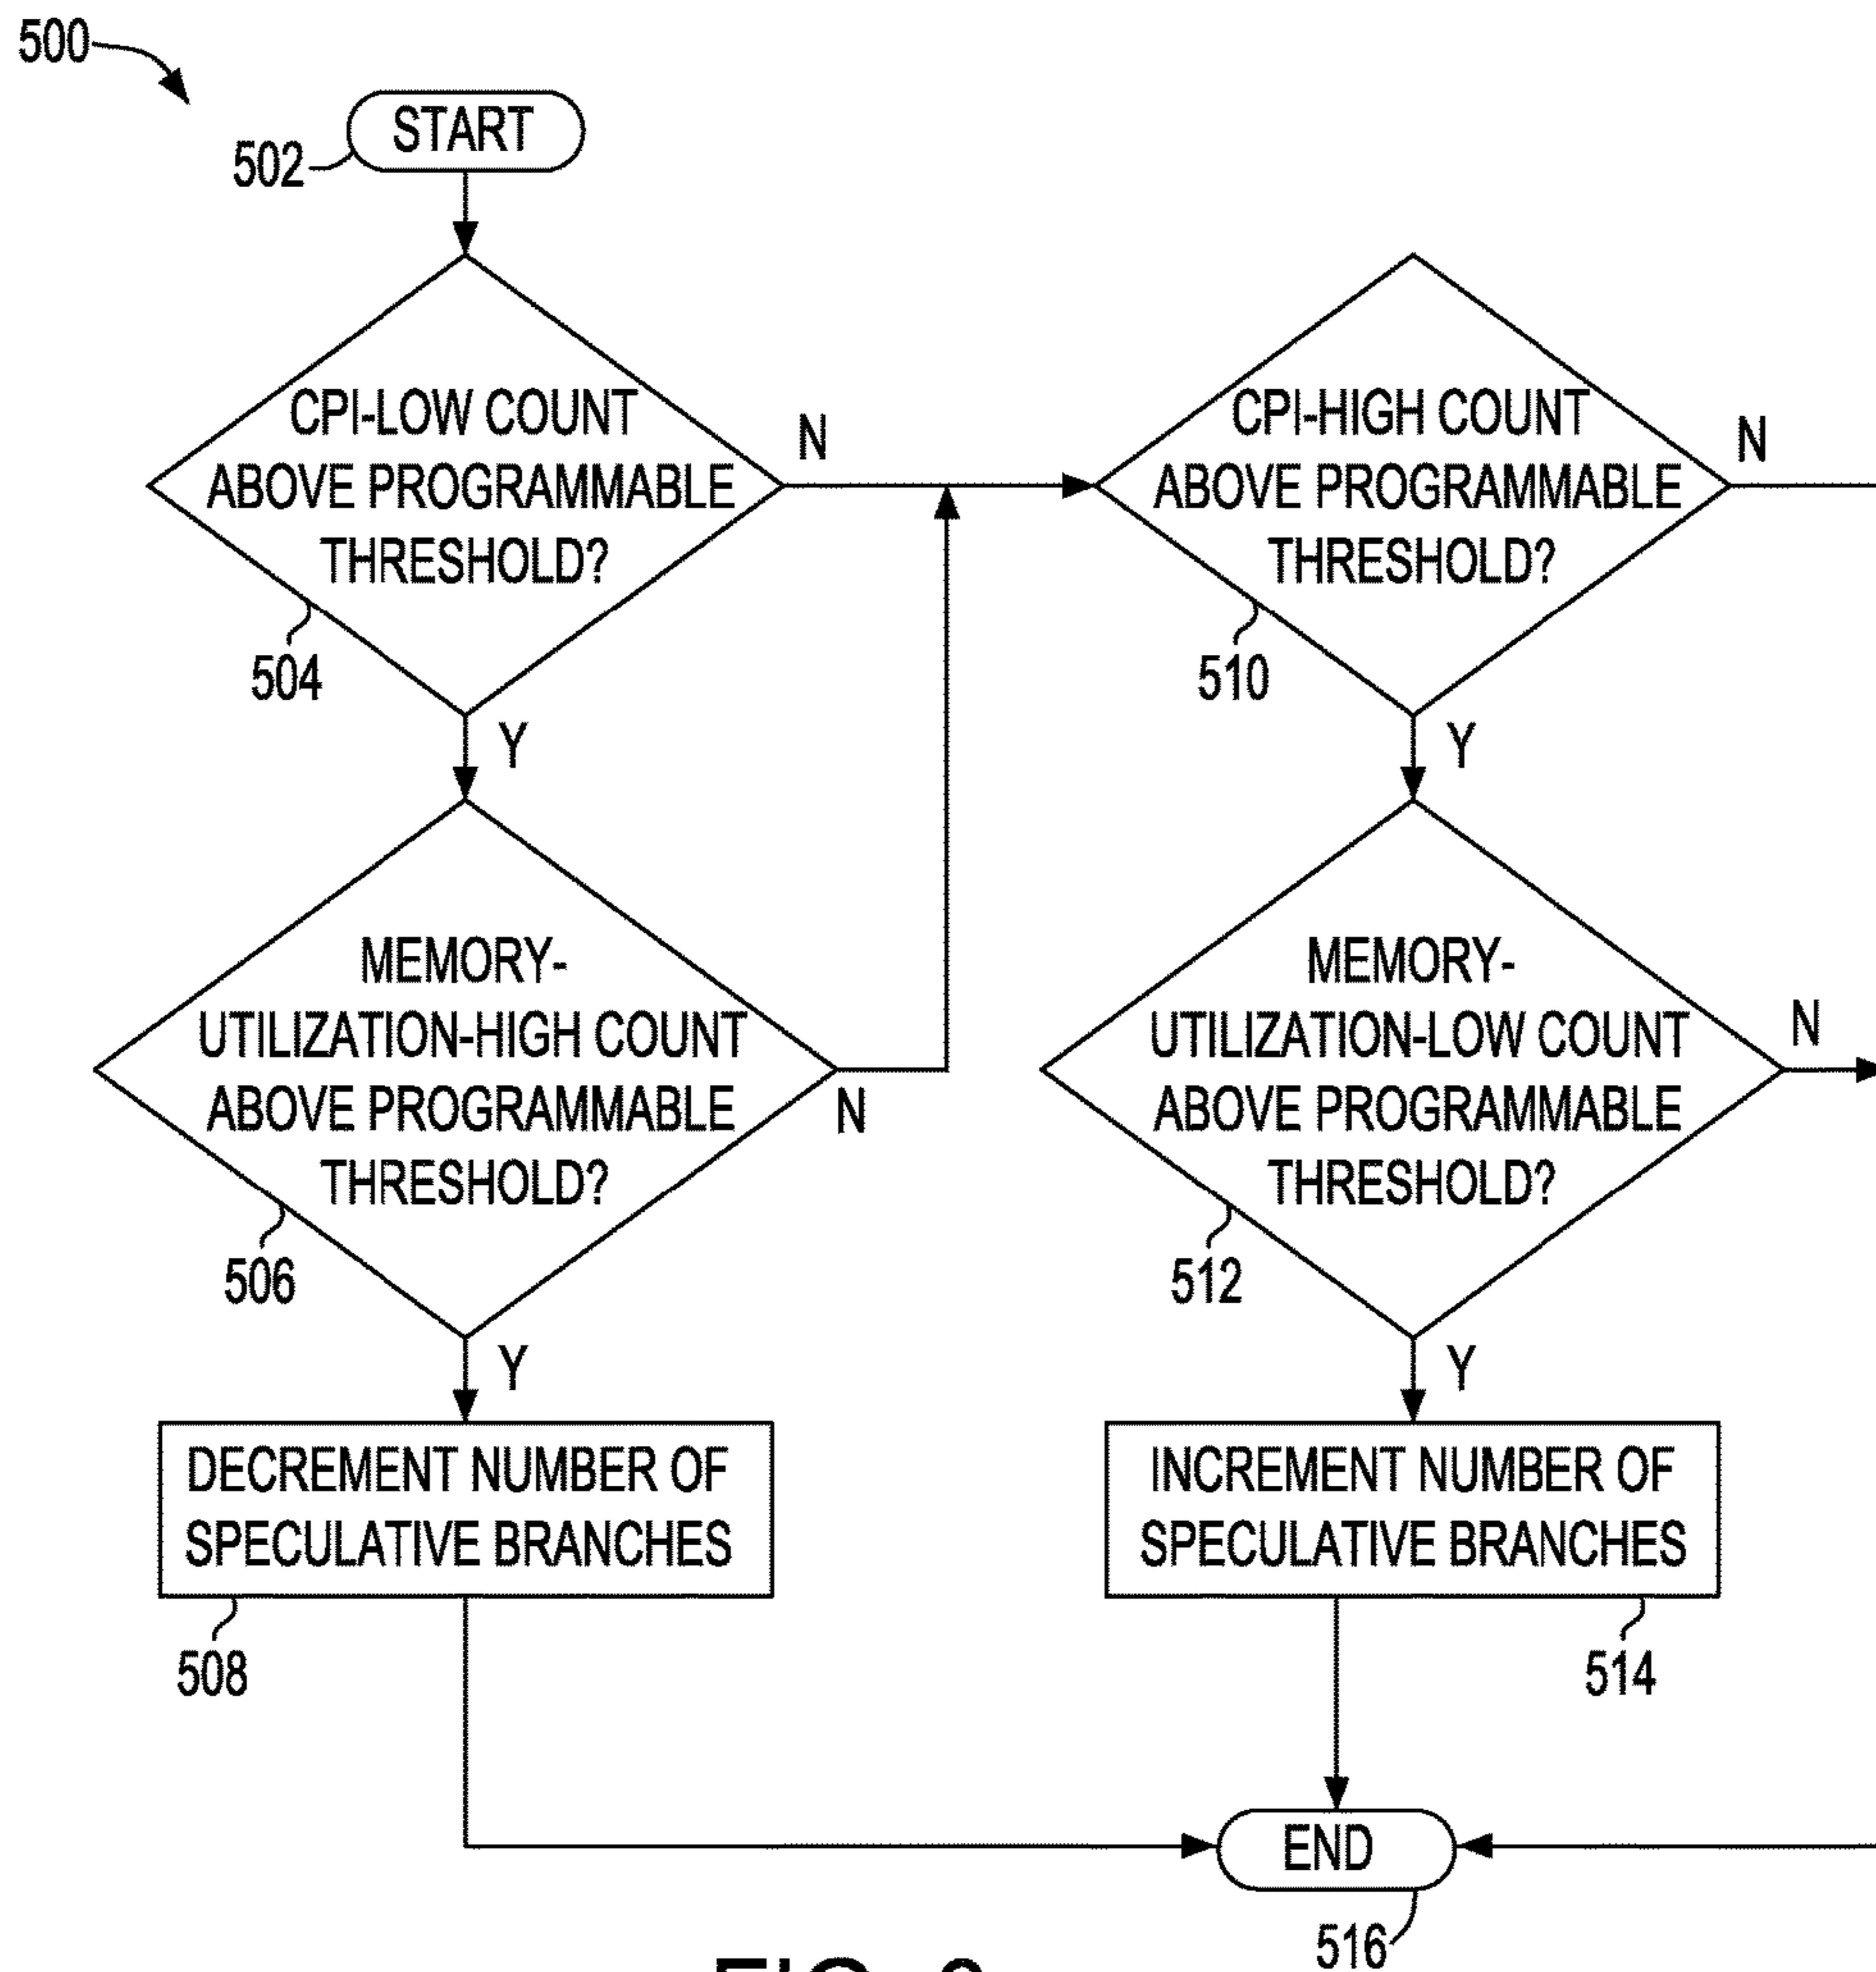 500
START
502
CPI-LOW COUNT
ABOVE PROGRAMMABLE
THRESHOLD?
N
504
Y
MEMORY-
UTILIZATION-HIGH COUNT
ABOVE PROGRAMMABLE
THRESHOLD?
N
506
Y
DECREMENT NUMBER OF
SPECULATIVE BRANCHES
508
CPI-HIGH COUNT
ABOVE PROGRAMMABLE
THRESHOLD?
N
510
Y
MEMORY-
UTILIZATION-LOW COUNT
ABOVE PROGRAMMABLE
THRESHOLD?
N
512
Y
INCREMENT NUMBER OF
SPECULATIVE BRANCHES
514
END
516